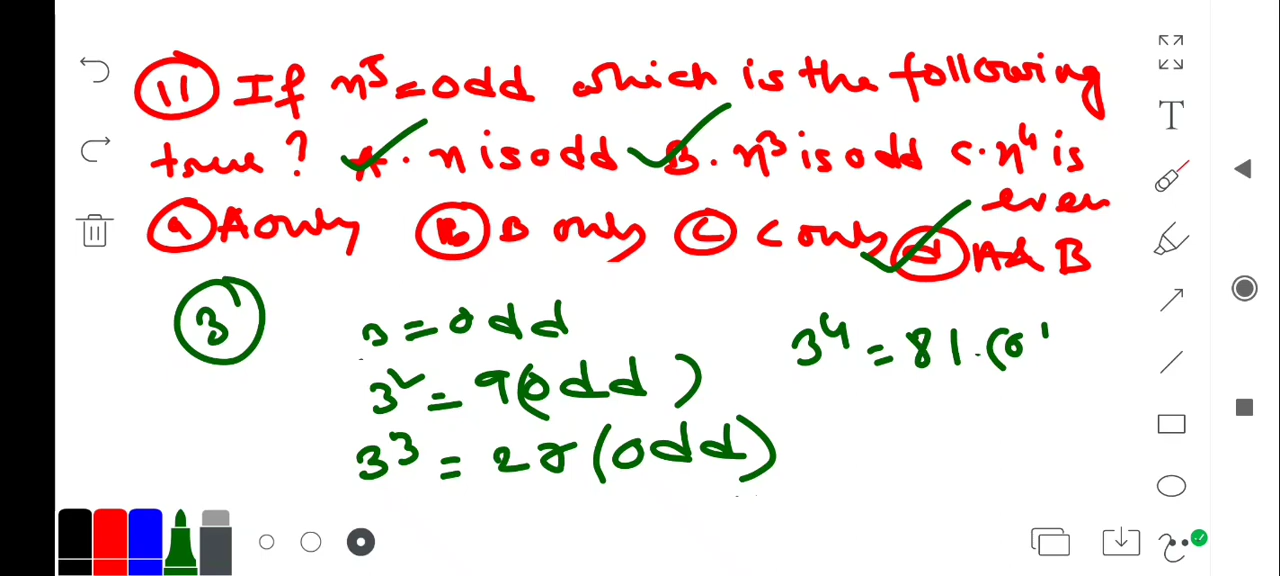 11 If n⁵=odd which is the following
true? A. n is odd B. n³ is odd C. n⁴ is
even
a A only b B only c C only d A & B
3 3 = odd 3⁴ = 81.(o
3² = 9(odd)
3³ = 27(odd)
T